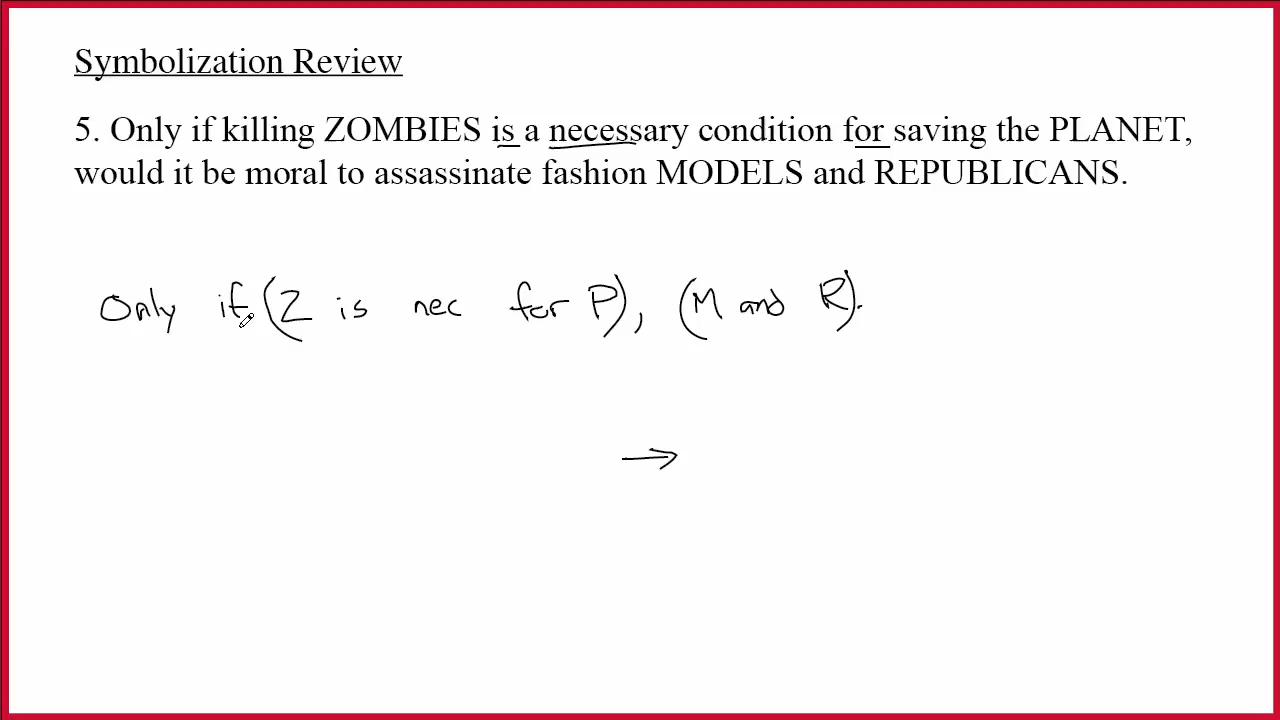 Symbolization Review
5. Only if killing ZOMBIES is a necessary condition for saving the PLANET,
would it be moral to assassinate fashion MODELS and REPUBLICANS.
Only if (Z is nec for P), (M and R).
→